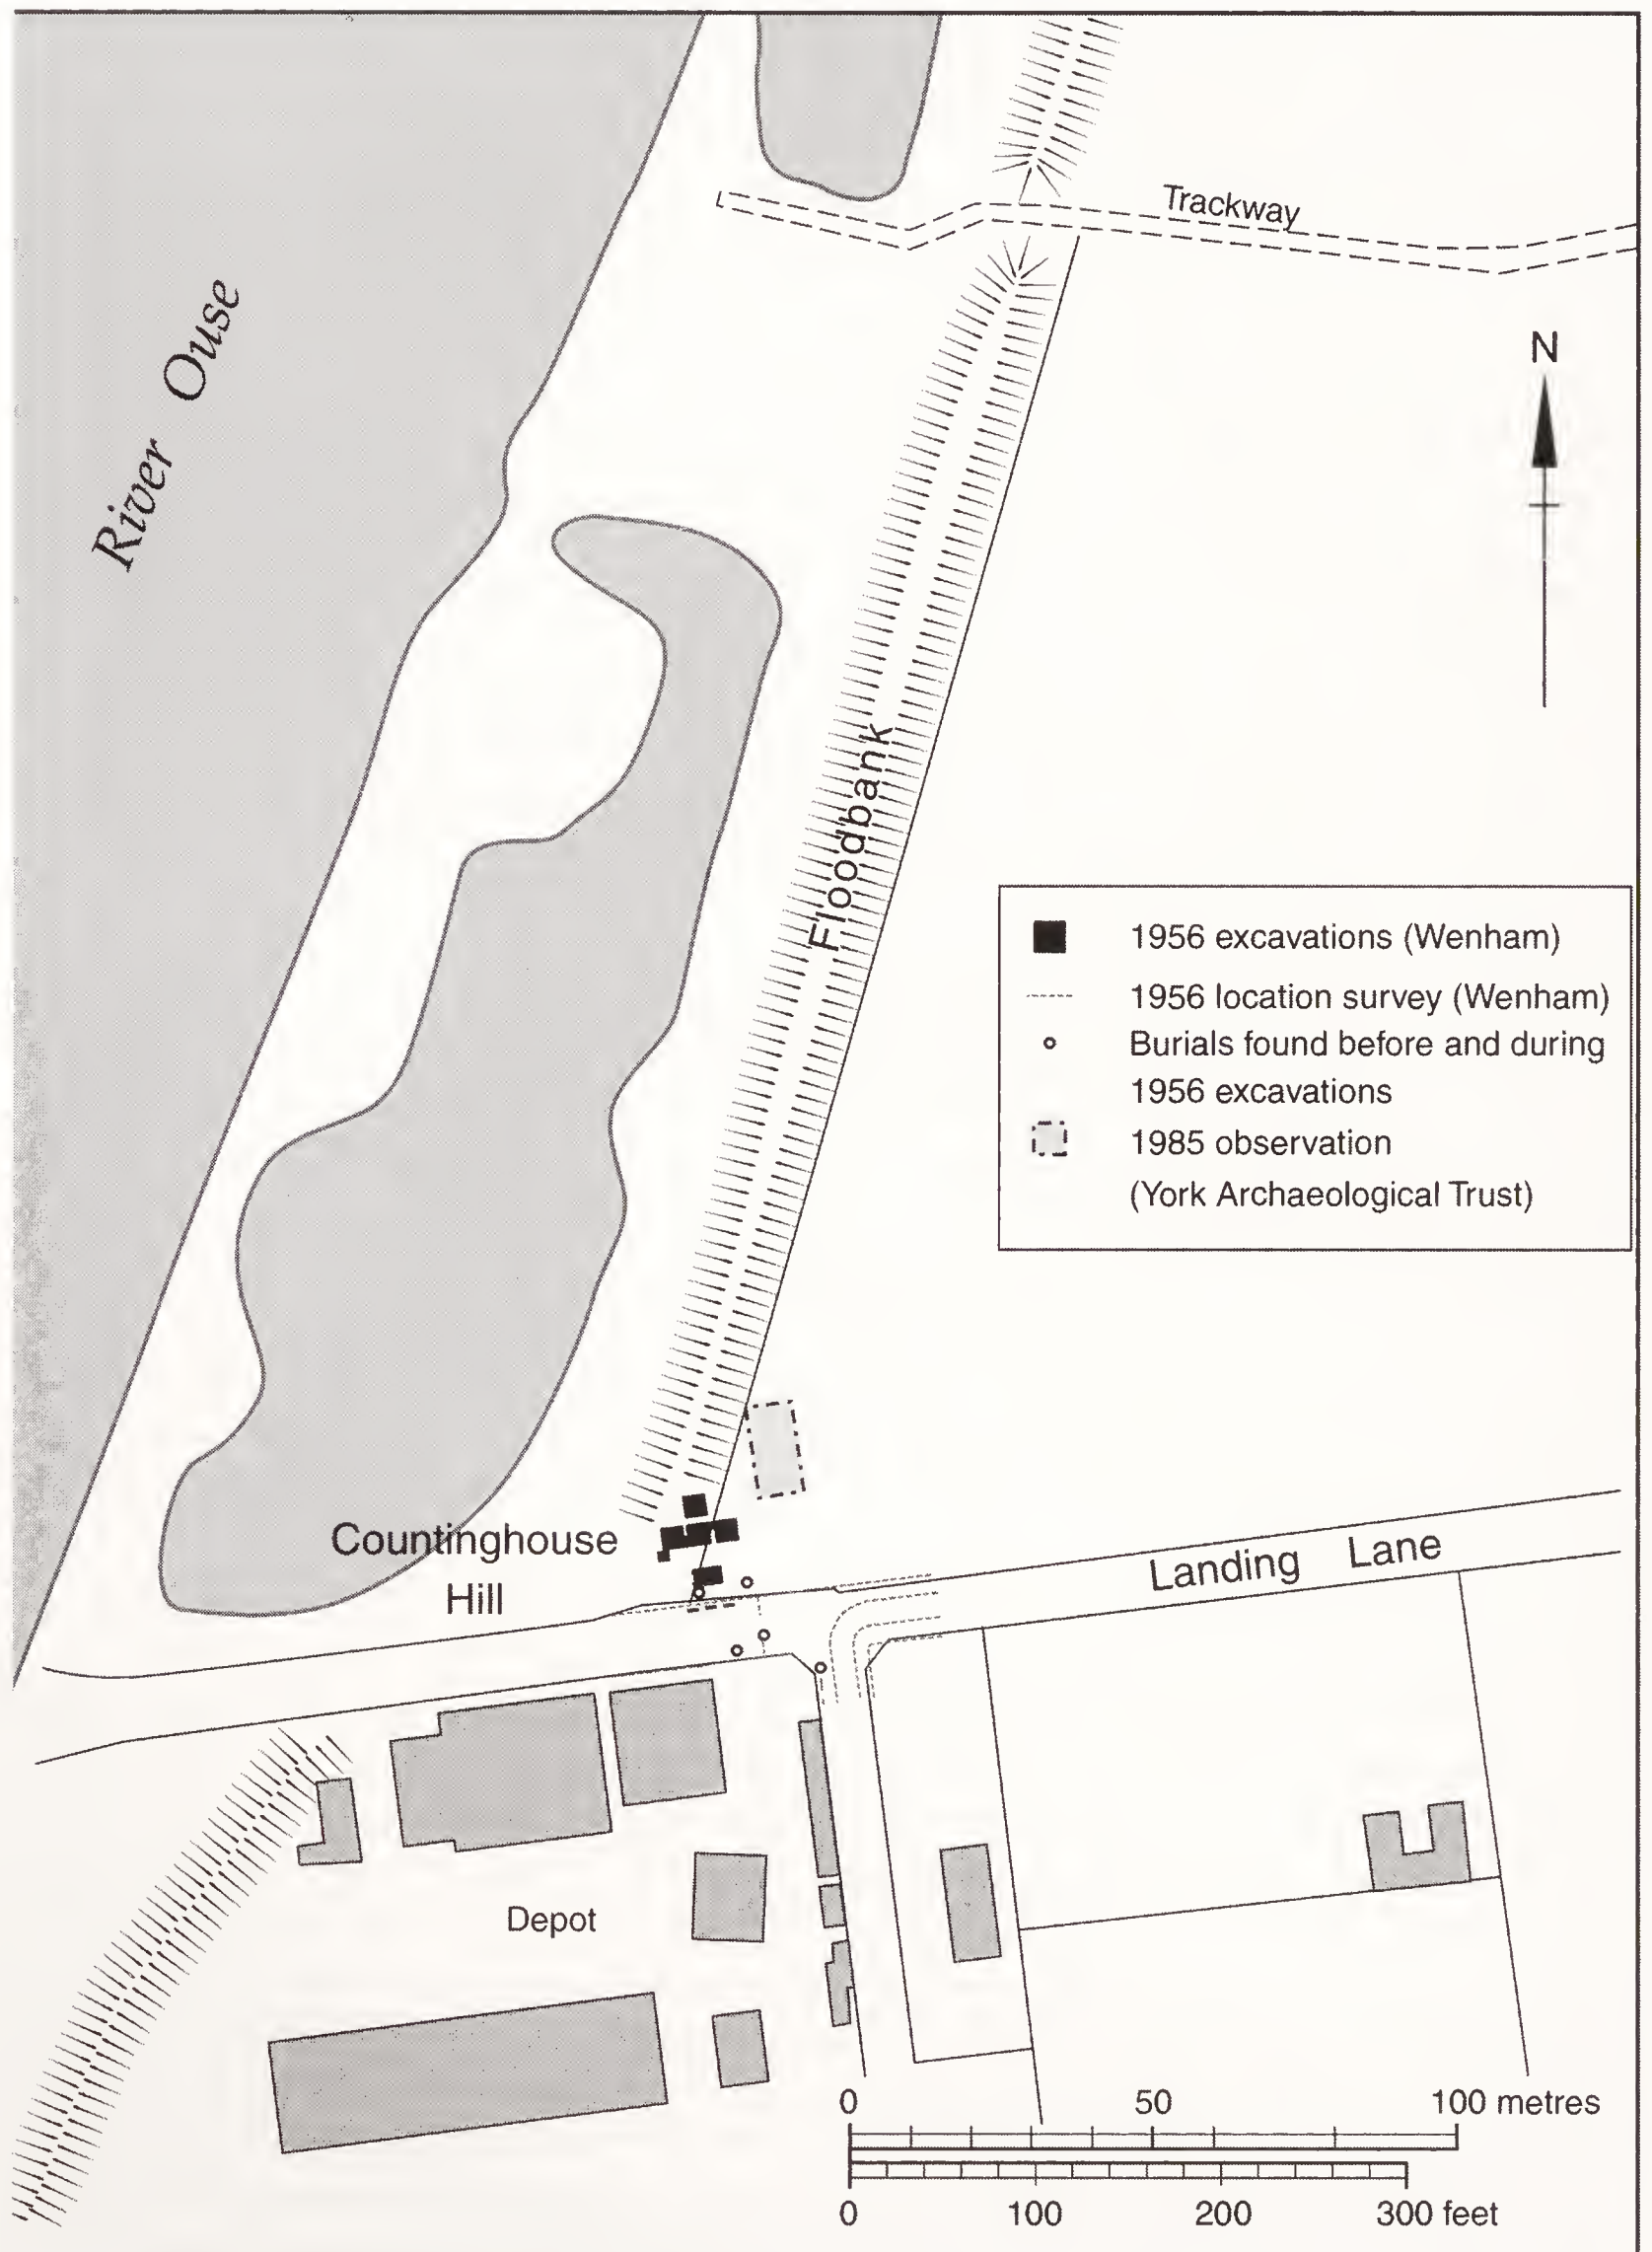 Trackway
River Ouse
N
Floodbank
1956 excavations (Wenham)
1956 location survey (Wenham)
Burials found before and during
1956 excavations
1985 observation
(York Archaeological Trust)
Countinghouse
Hill
Landing Lane
Depot
0 50 100 metres
0 100 200 300 feet